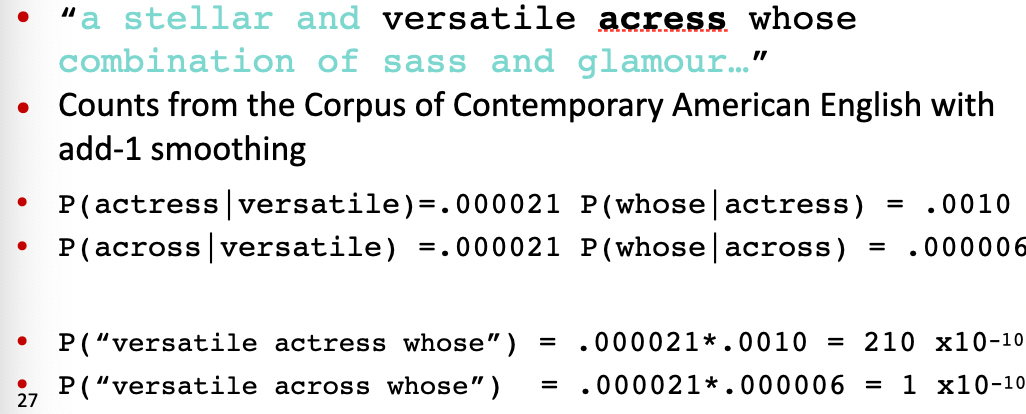 • “a stellar and versatile acress whose
combination of sass and glamour…”
• Counts from the Corpus of Contemporary American English with
add-1 smoothing
• P(actress|versatile)=.000021 P(whose|actress) = .0010
• P(across|versatile) =.000021 P(whose|across) = .000006
• P(“versatile actress whose”) = .000021*.0010 = 210 x10-10
• P(“versatile across whose”) = .000021*.000006 = 1 x10-10
27